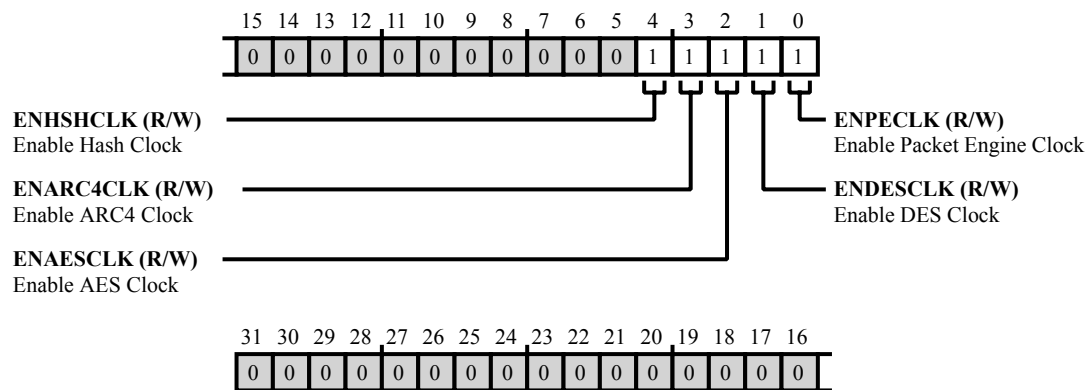 15 14 13 12 11 10 9 8 7 6 5 4 3 2 1 0
0 0 0 0 0 0 0 0 0 0 0 1 1 1 1 1
ENHSHCLK (R/W)
Enable Hash Clock
ENPECLK (R/W)
Enable Packet Engine Clock
ENARC4CLK (R/W)
Enable ARC4 Clock
ENDESCLK (R/W)
Enable DES Clock
ENAESCLK (R/W)
Enable AES Clock
31 30 29 28 27 26 25 24 23 22 21 20 19 18 17 16
0 0 0 0 0 0 0 0 0 0 0 0 0 0 0 0